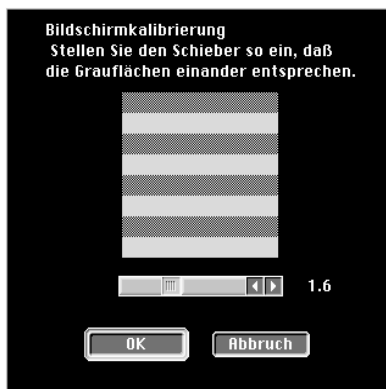 Bildschirmkalibrierung
Stellen Sie den Schieber so ein, daß
die Grauflächen einander entsprechen.
1.6
OK
Abbruch